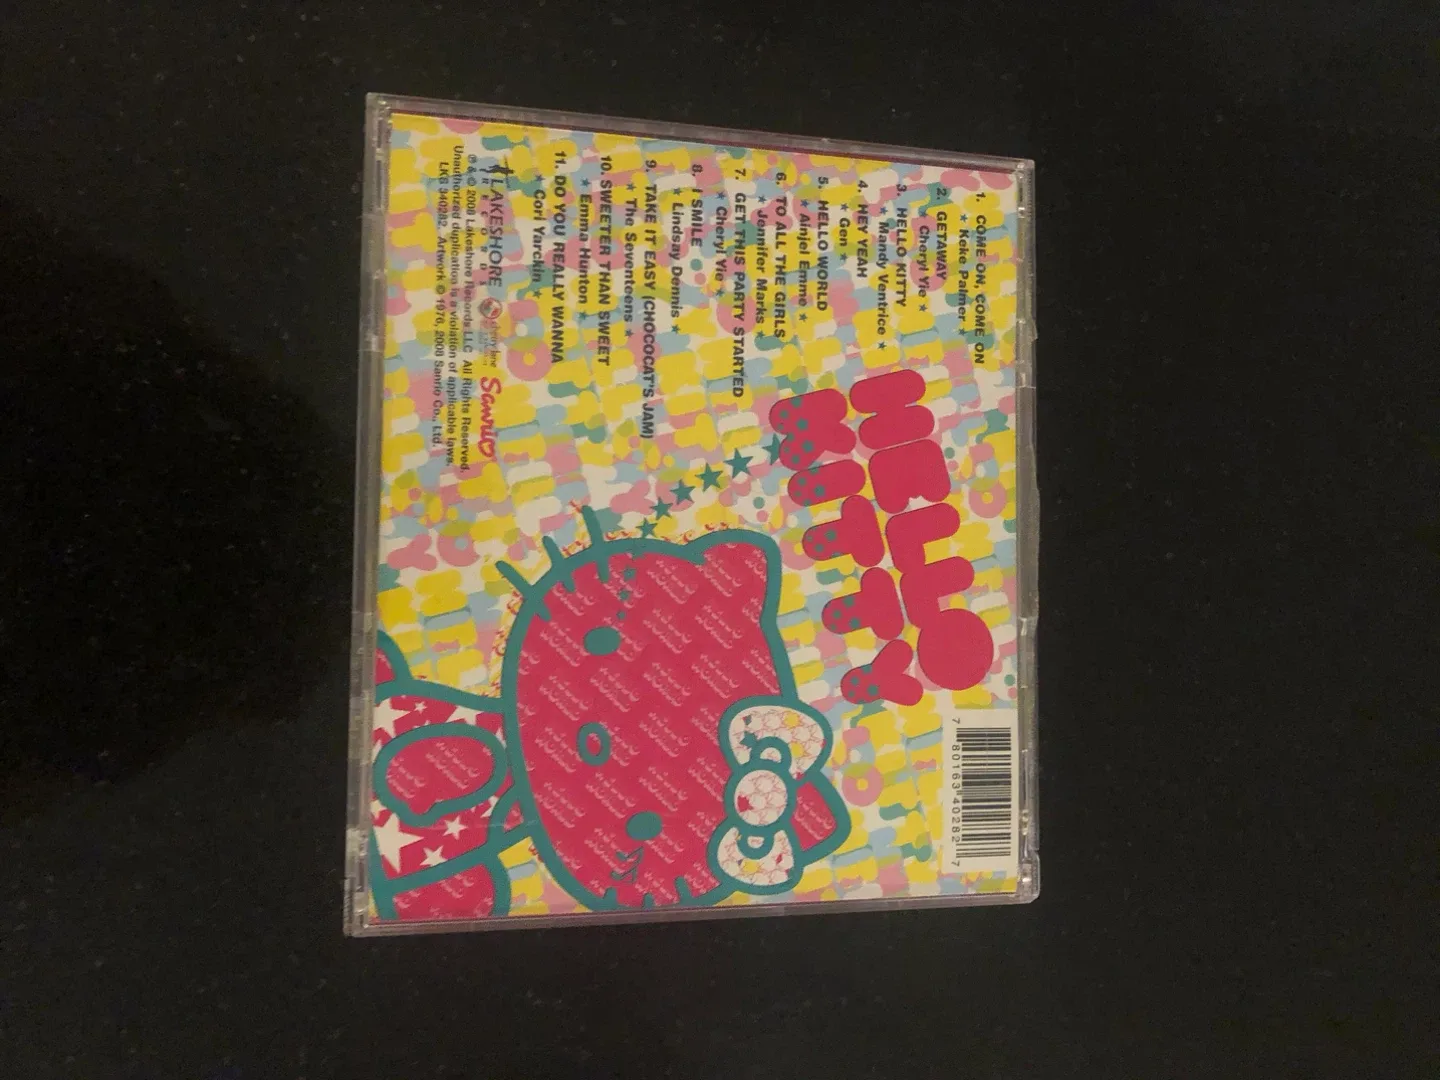 1. COME ON, COME ON
★ Keke Palmer ★
2. GETAWAY
★ Cheryl Yie ★
3. HELLO KITTY
★ Mandy Ventrice ★
4. HEY YEAH
★ Gen ★
5. HELLO WORLD
★ Ainjel Emme ★
6. TO ALL THE GIRLS
★ Jennifer Marks ★
7. GET THIS PARTY STARTED
★ Cheryl Yie ★
8. I SMILE
★ Lindsay Dennis ★
9. TAKE IT EASY (CHOCOCAT'S JAM)
★ The Seventeens ★
10. SWEETER THAN SWEET
★ Emma Hunton ★
11. DO YOU REALLY WANNA
★ Cori Yarckin ★
HELLO
KITTY
7 80163 40282 7
LAKESHORE
RECORDS
Sanrio
℗ & © 2008 Lakeshore Records LLC. All Rights Reserved.
Unauthorized duplication is a violation of applicable laws.
LKS 340282. Artwork © 1976, 2008 Sanrio Co., Ltd.